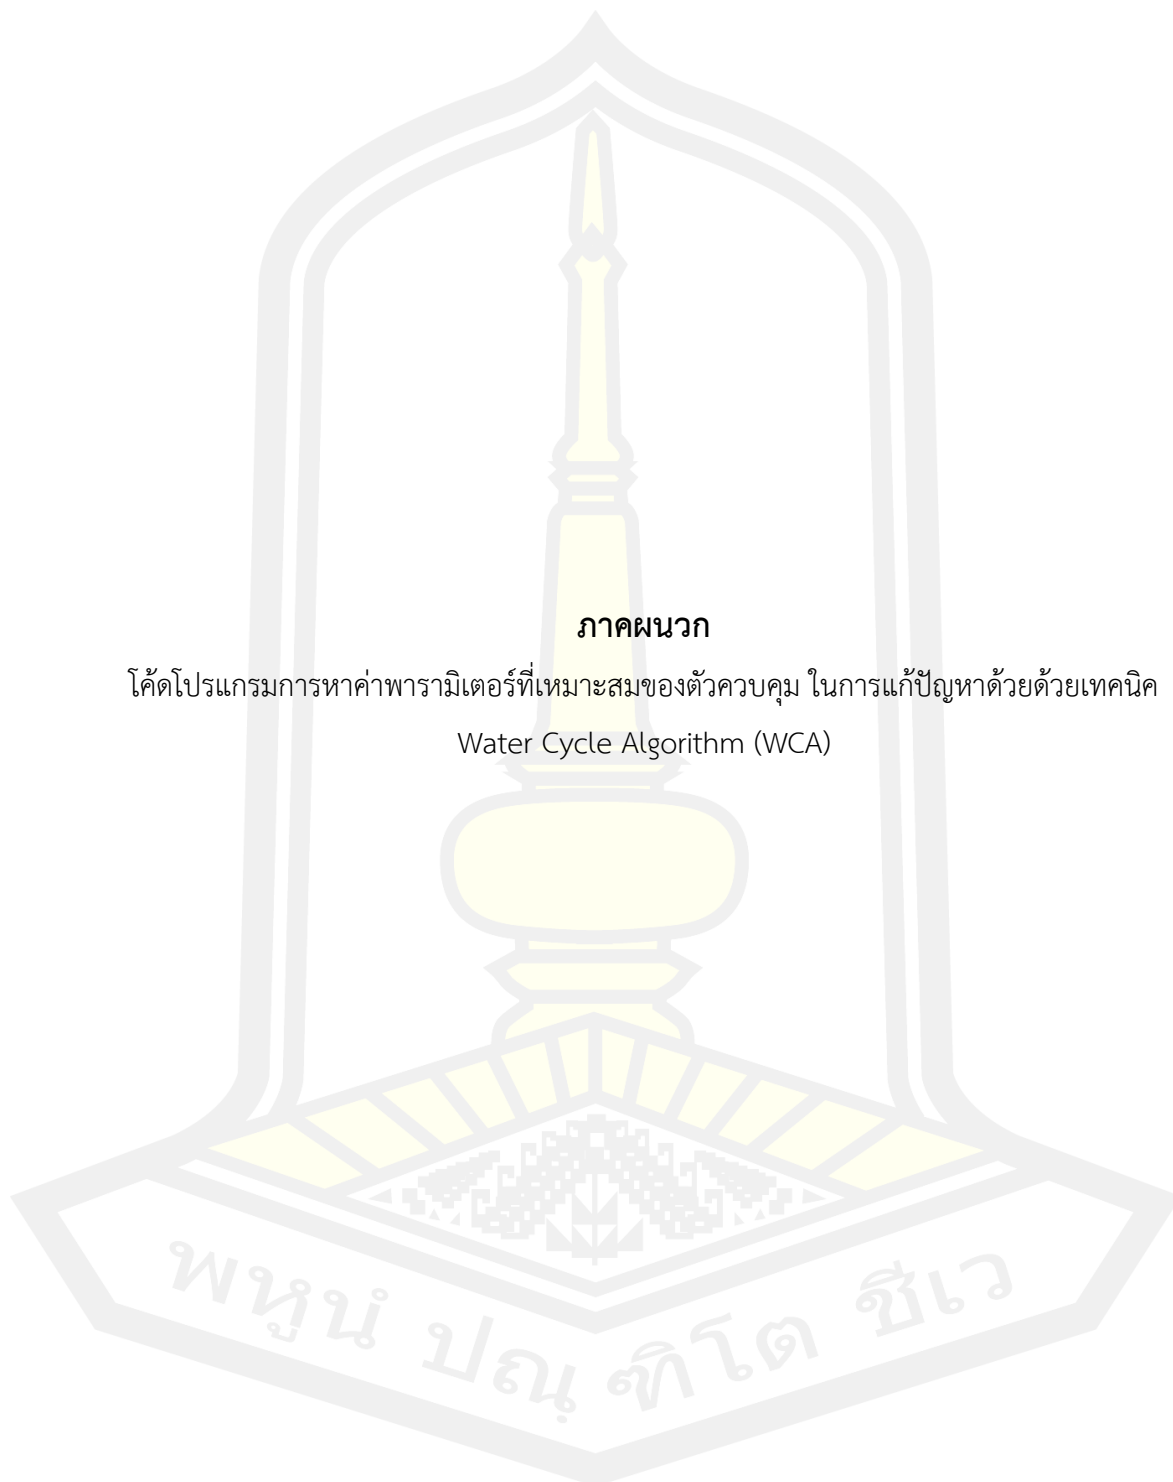 ภาคผนวก
โค้ดโปรแกรมการหาค่าพารามิเตอร์ที่เหมาะสมของตัวควบคุม ในการแก้ปัญหาด้วยด้วยเทคนิค
Water Cycle Algorithm (WCA)
พหูนํ ปณฺ ฑิโต ชีเว